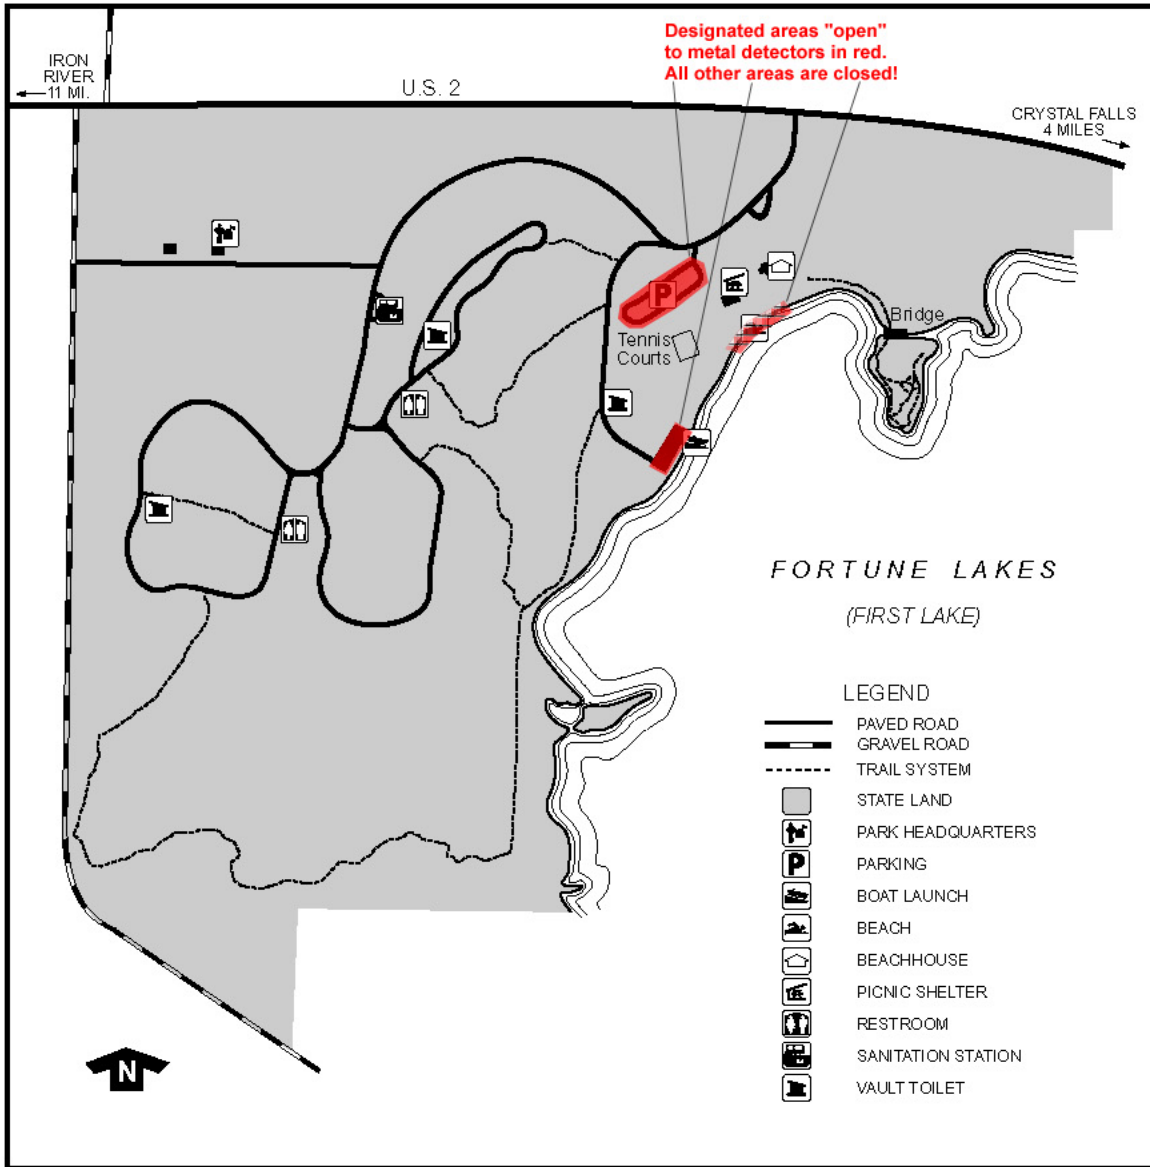 Designated areas "open"
to metal detectors in red.
All other areas are closed!
IRON
RIVER
11 MI.
U.S. 2
CRYSTAL FALLS
4 MILES
P
Bridge
Tennis
Courts
FORTUNE LAKES
(FIRST LAKE)
LEGEND
PAVED ROAD
GRAVEL ROAD
TRAIL SYSTEM
STATE LAND
PARK HEADQUARTERS
P PARKING
BOAT LAUNCH
BEACH
BEACHHOUSE
PICNIC SHELTER
RESTROOM
SANITATION STATION
VAULT TOILET
N